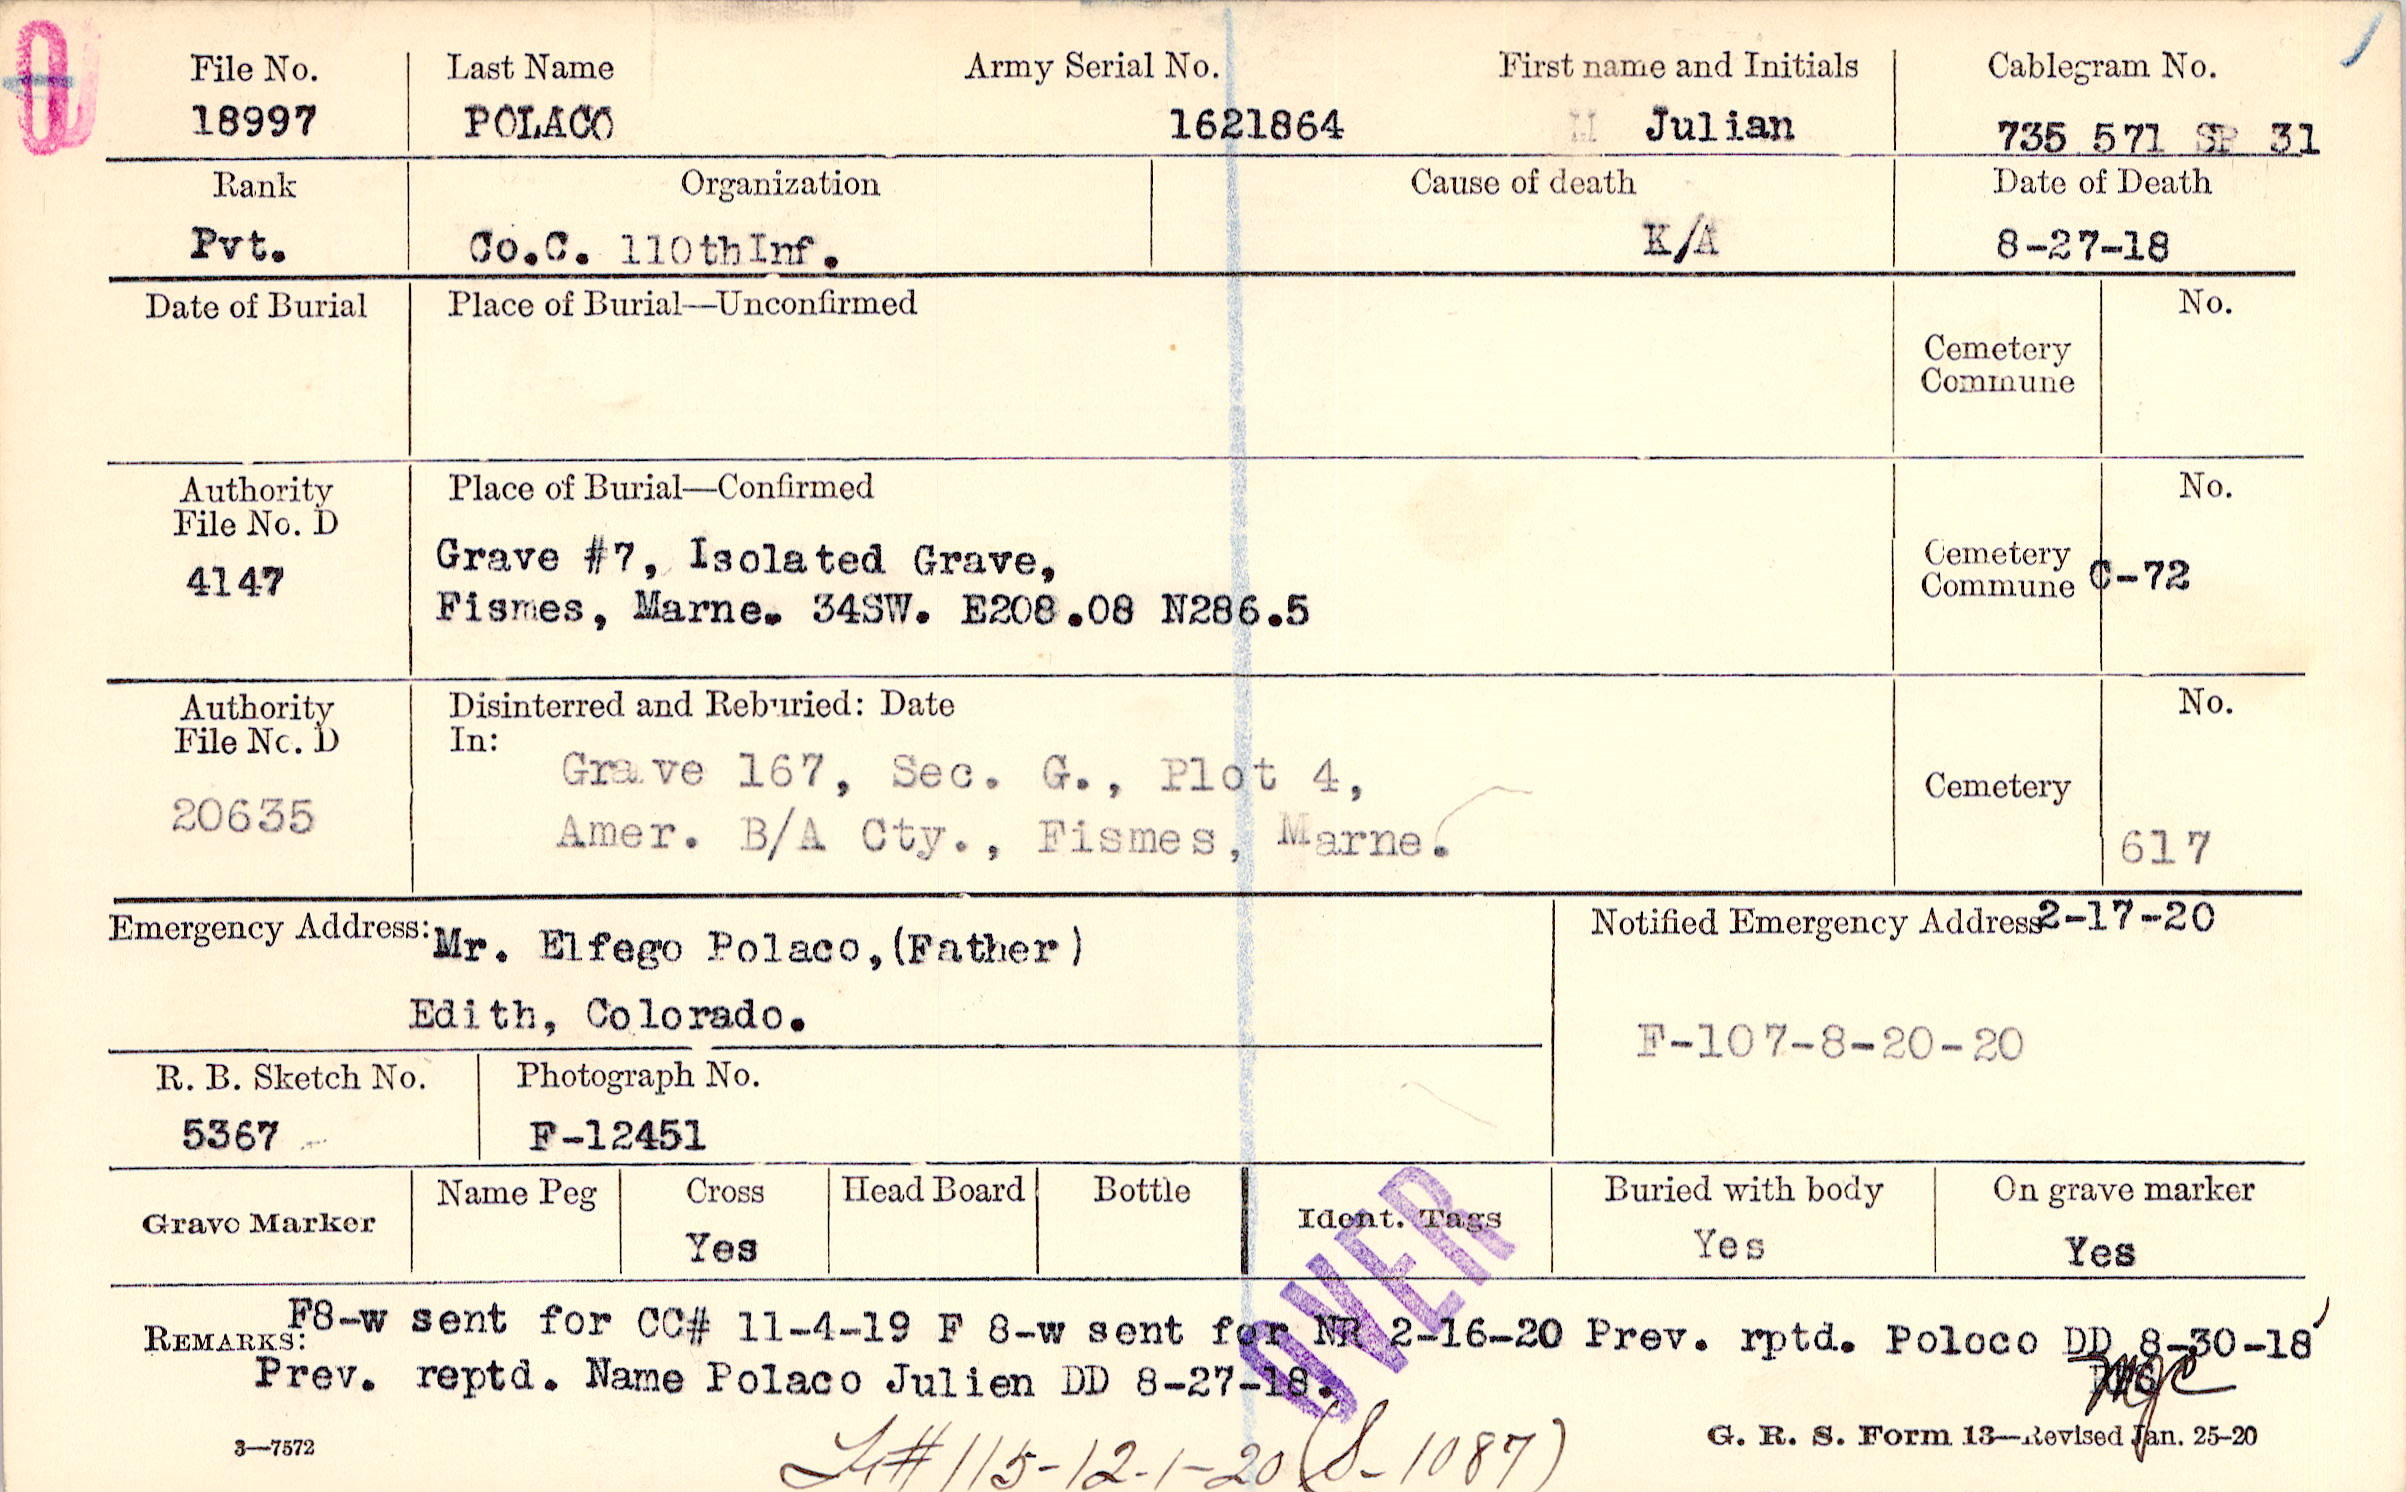 File No. Last Name Army Serial No. First name and Initials Cablegram No.
18997 POLACO 1621864 Julian 735 571 SP 31
Rank Organization Cause of death Date of Death
Pvt. Co.C. 110thInf. K/A 8-27-18
Date of Burial Place of Burial—Unconfirmed No.
Cemetery
Commune
Authority Place of Burial—Confirmed No.
File No. D
4147 Grave #7, Isolated Grave, Cemetery
Fismes, Marne. 34SW. E208.08 N286.5 Commune C-72
Authority Disinterred and Reburied: Date No.
File No. D In:
20635 Grave 167, Sec. G., Plot 4, Cemetery
Amer. B/A Cty., Fismes, Marne. 617
Emergency Address: Mr. Elfego Polaco,(Father) Notified Emergency Address 2-17-20
Edith, Colorado. F-107-8-20-20
R. B. Sketch No. Photograph No.
5367 F-12451
Grave Marker Name Peg Cross Head Board Bottle Ident. Tags Buried with body On grave marker
Yes Yes Yes
OVER
REMARKS: F8-w sent for CC# 11-4-19 F 8-w sent for NR 2-16-20 Prev. rptd. Poloco DD 8-30-18
Prev. reptd. Name Polaco Julien DD 8-27-18.
#115-12-1-20 (S-1087)
3—7572 G. R. S. Form 13—Revised Jan. 25-20